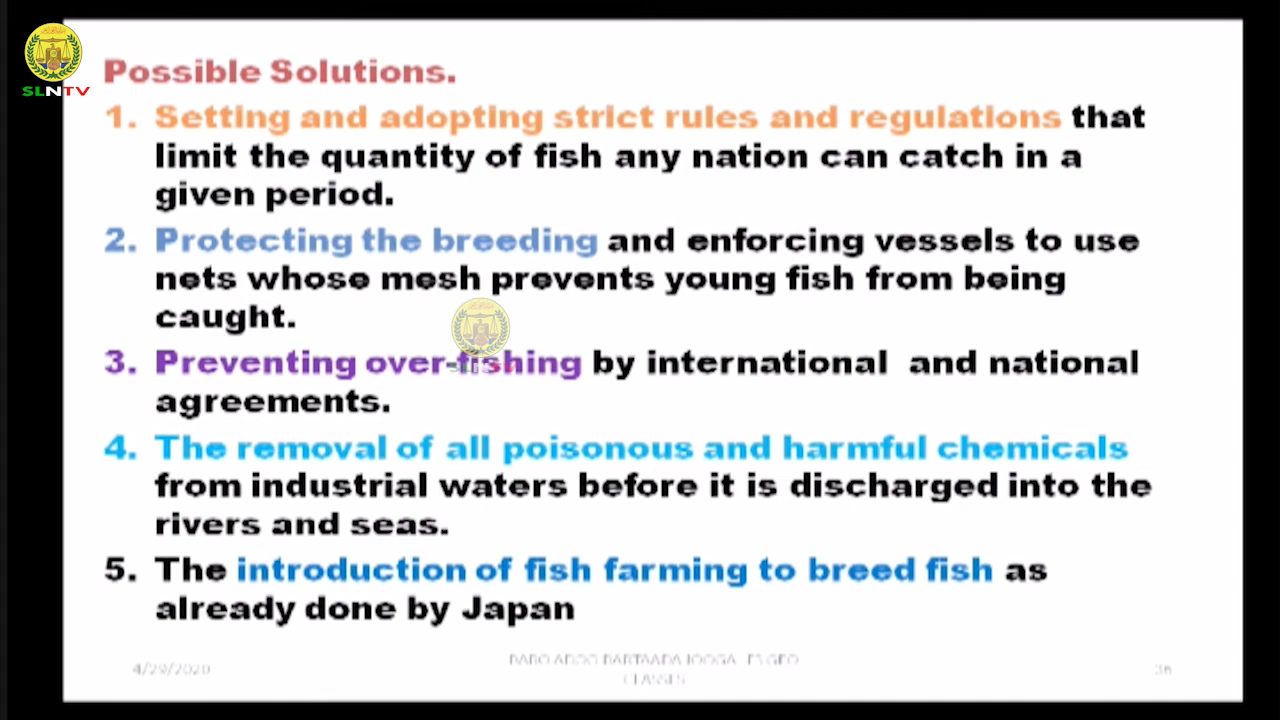 SLNTV
Possible Solutions.
1. Setting and adopting strict rules and regulations that
limit the quantity of fish any nation can catch in a
given period.
2. Protecting the breeding and enforcing vessels to use
nets whose mesh prevents young fish from being
caught.
3. Preventing over-fishing by international and national
agreements.
4. The removal of all poisonous and harmful chemicals
from industrial waters before it is discharged into the
rivers and seas.
5. The introduction of fish farming to breed fish as
already done by Japan
SLNTV
4/29/2020
CLASSES
36